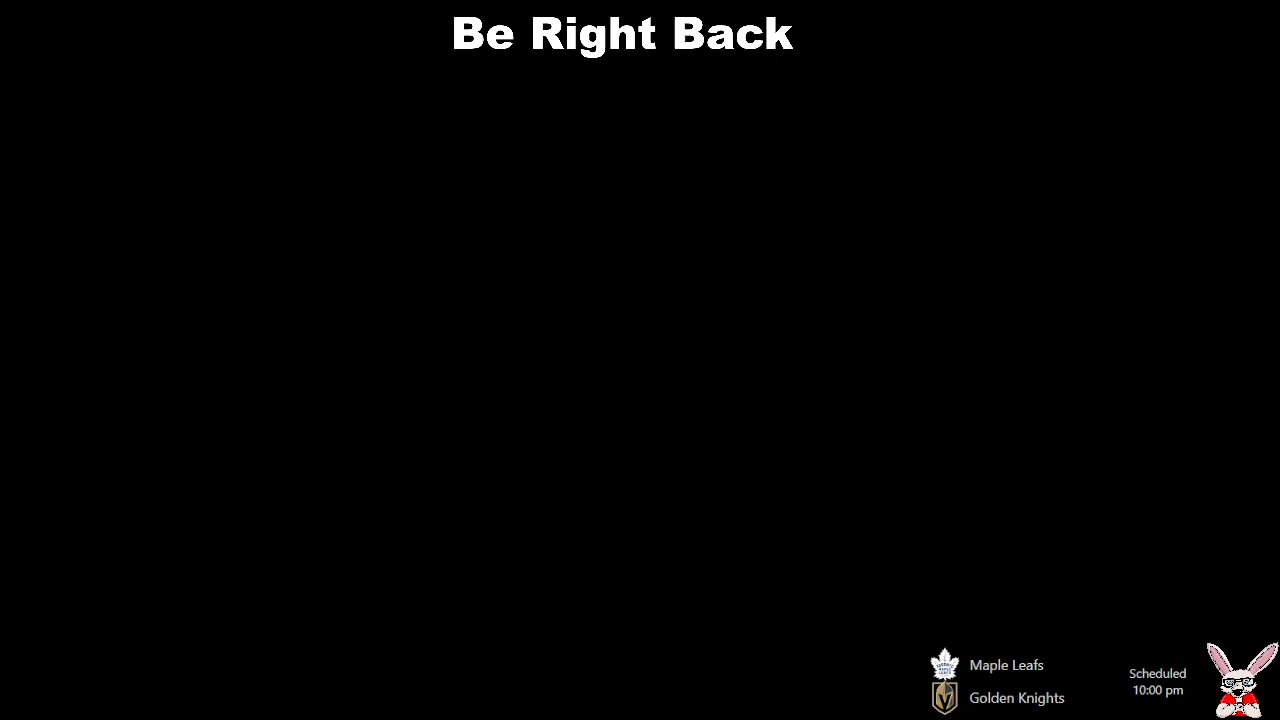 Be Right Back
Maple Leafs
Golden Knights
Scheduled
10:00 pm